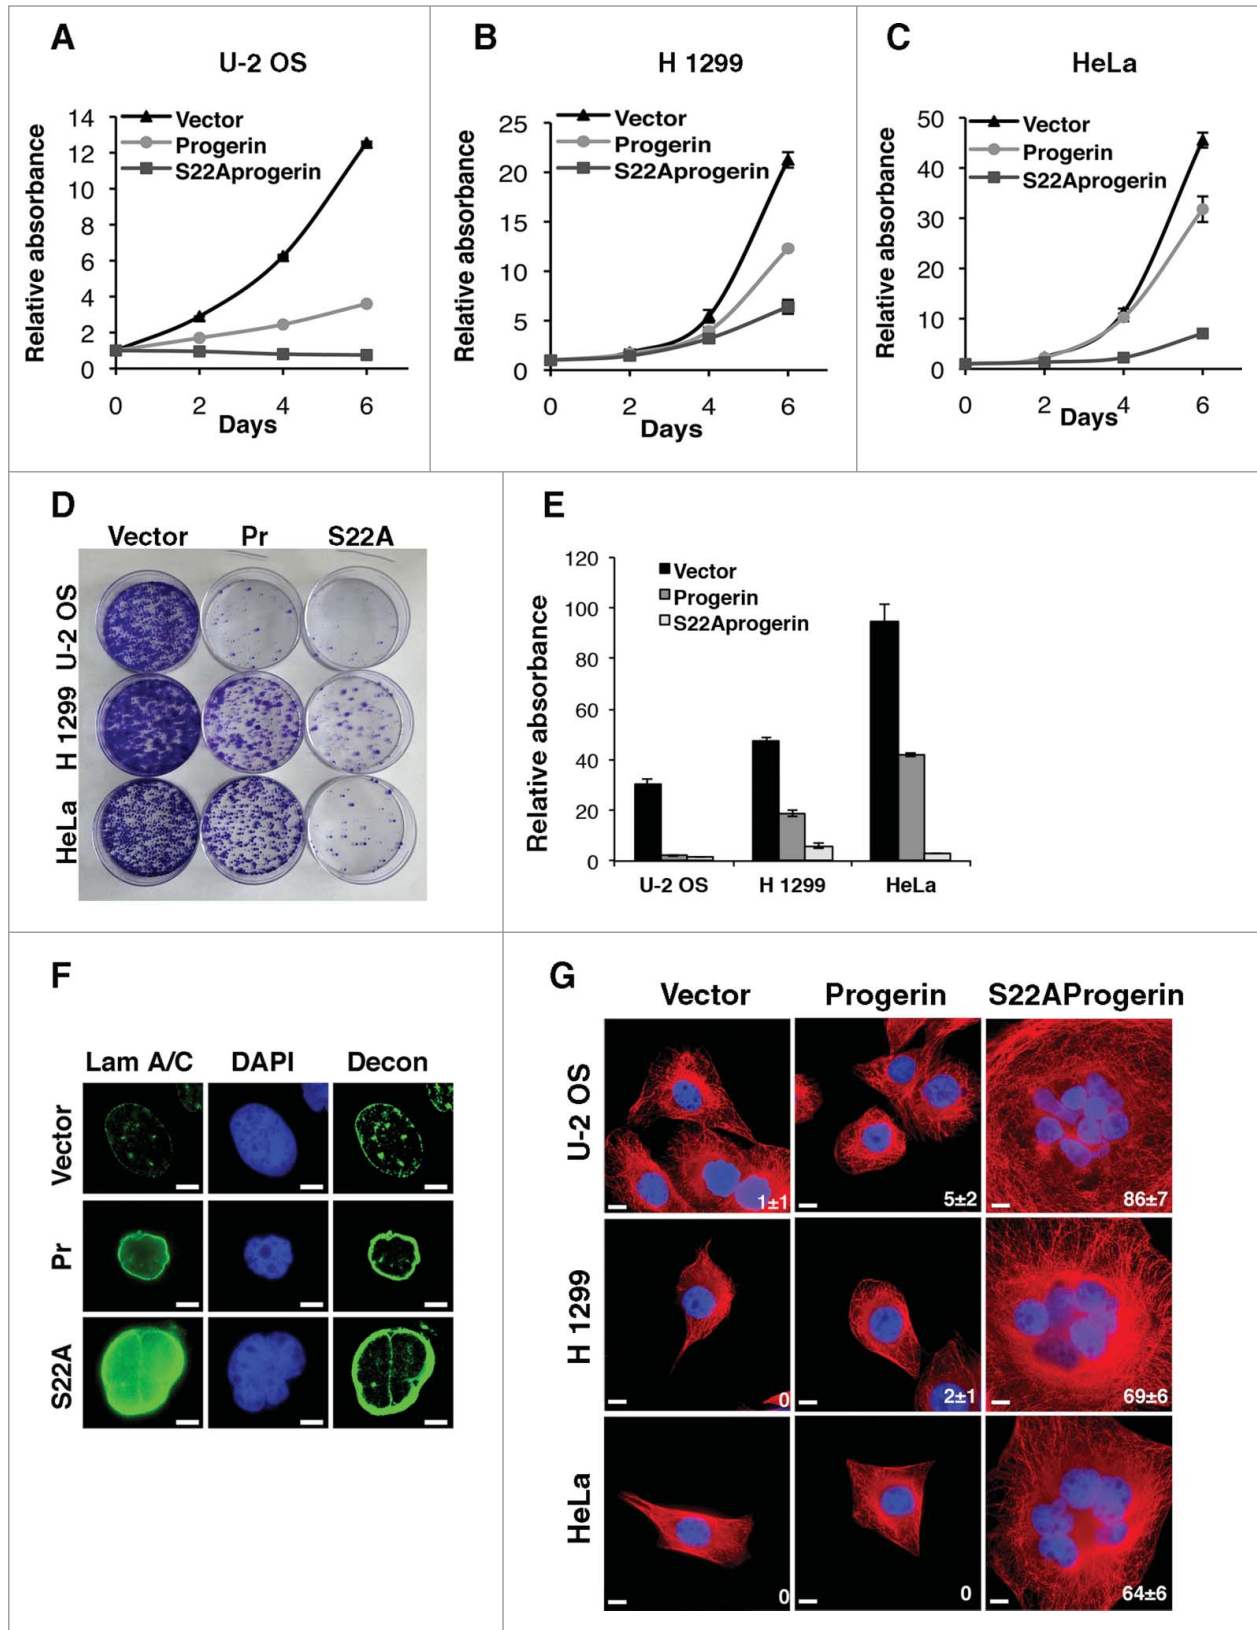 A
U-2 OS
Relative absorbance
14
12
10
8
6
4
2
0
Vector
Progerin
S22Aprogerin
0 2 4 6
Days
B
H 1299
Relative absorbance
25
20
15
10
5
0
Vector
Progerin
S22Aprogerin
0 2 4 6
Days
C
HeLa
Relative absorbance
50
40
30
20
10
0
Vector
Progerin
S22Aprogerin
0 2 4 6
Days
D
Vector Pr S22A
U-2 OS
H 1299
HeLa
E
Relative absorbance
120
100
80
60
40
20
0
Vector
Progerin
S22Aprogerin
U-2 OS H 1299 HeLa
F
Lam A/C DAPI Decon
Vector
Pr
S22A
G
Vector Progerin S22AProgerin
U-2 OS
1±1 5±2 86±7
H 1299
0 2±1 69±6
HeLa
0 0 64±6